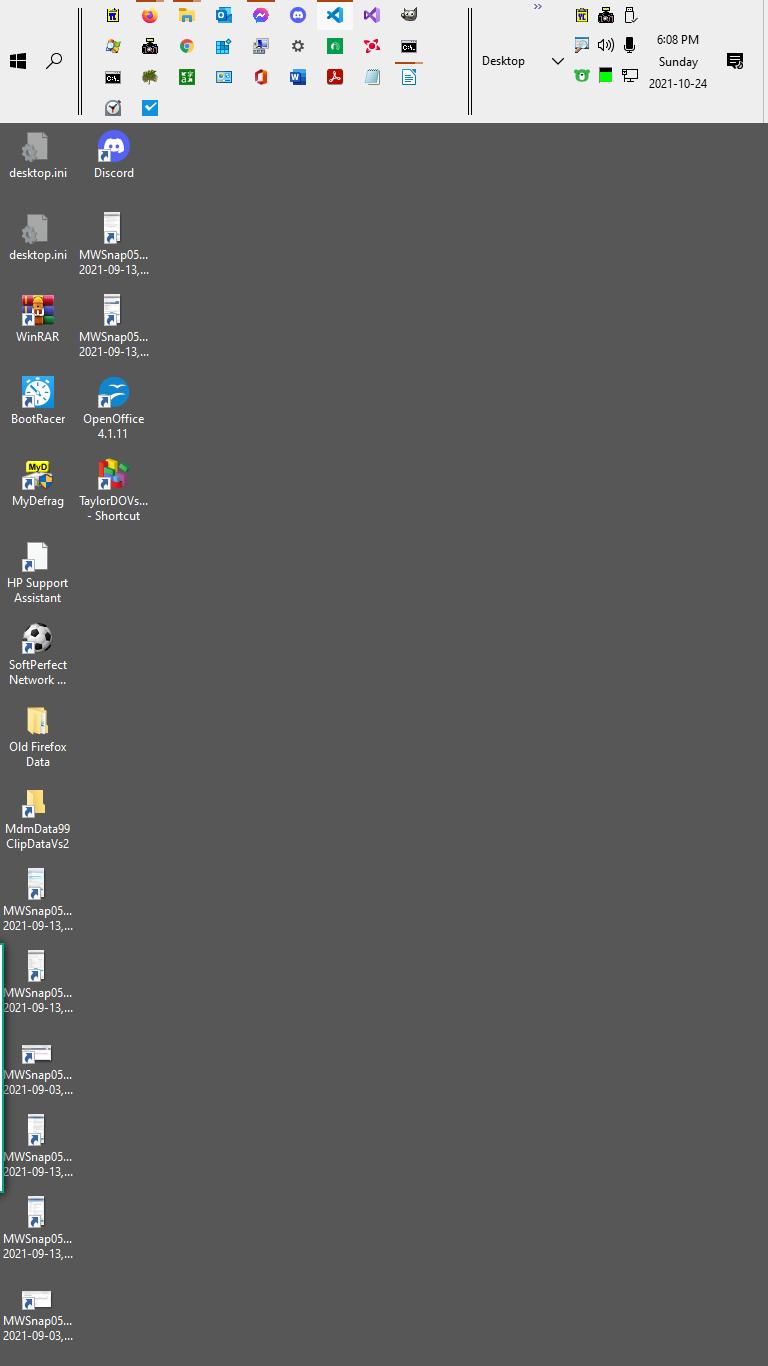 Desktop
6:08 PM
Sunday
2021-10-24
desktop.ini
Discord
desktop.ini
MWSnap05...
2021-09-13,...
WinRAR
MWSnap05...
2021-09-13,...
BootRacer
OpenOffice
4.1.11
MyD
MyDefrag
TaylorDOVs...
- Shortcut
HP Support
Assistant
SoftPerfect
Network ...
Old Firefox
Data
MdmData99
ClipDataVs2
MWSnap05...
2021-09-13,...
MWSnap05...
2021-09-13,...
MWSnap05...
2021-09-03,...
MWSnap05...
2021-09-13,...
MWSnap05...
2021-09-13,...
MWSnap05...
2021-09-03,...